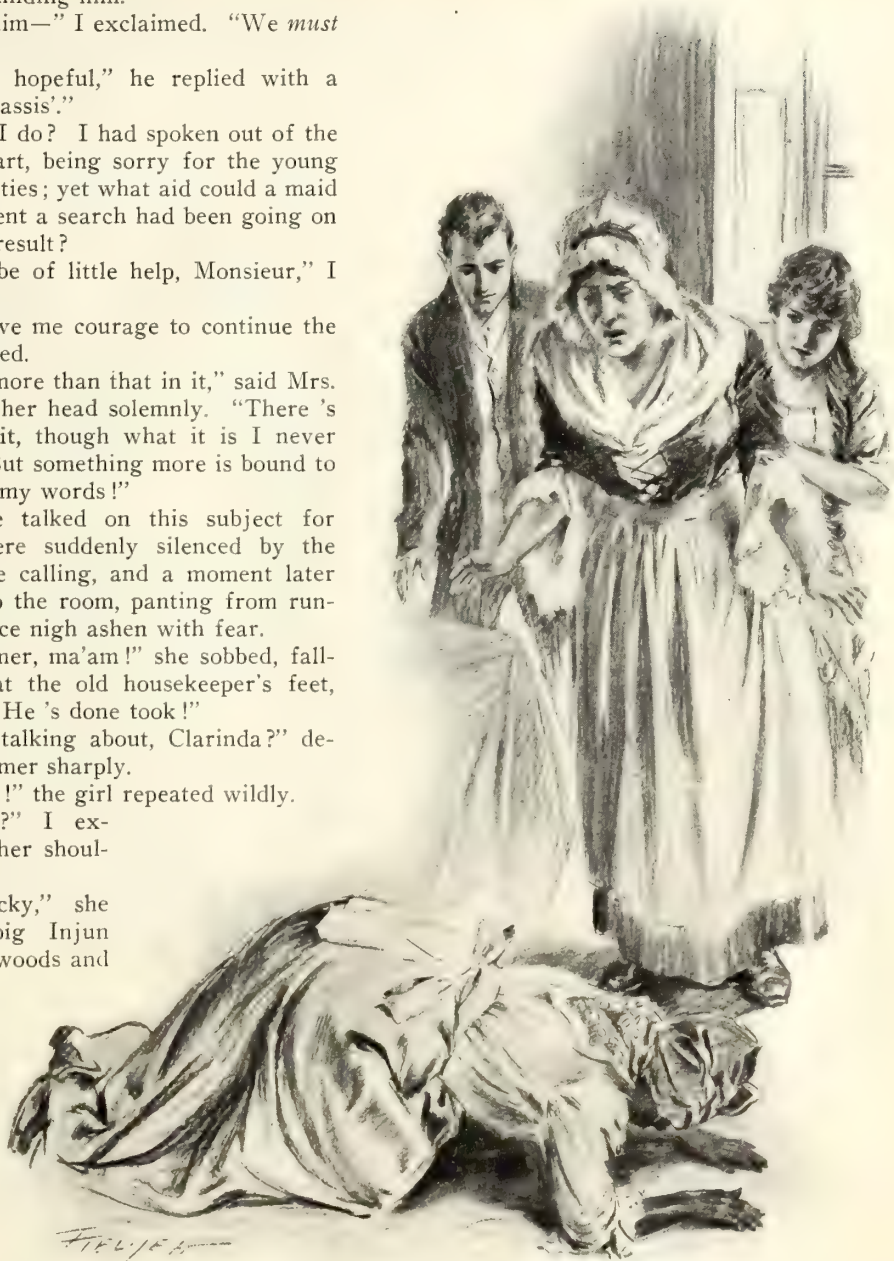 im—” I exclaimed. “We must
hopeful,” he replied with a
assis’.”
I do? I had spoken out of the
art, being sorry for the young
ties; yet what aid could a maid
ent a search had been going on
result?
be of little help, Monsieur,” I
ve me courage to continue the
ed.
more than that in it,” said Mrs.
her head solemnly. “There ’s
it, though what it is I never
ut something more is bound to
my words!”
e talked on this subject for
ere suddenly silenced by the
e calling, and a moment later
o the room, panting from run-
ce nigh ashen with fear.
ner, ma’am!” she sobbed, fall-
at the old housekeeper’s feet,
He ’s done took!”
talking about, Clarinda?” de-
mer sharply.
!” the girl repeated wildly.
?” I ex-
her shoul-
cky,” she
big Injun
woods and